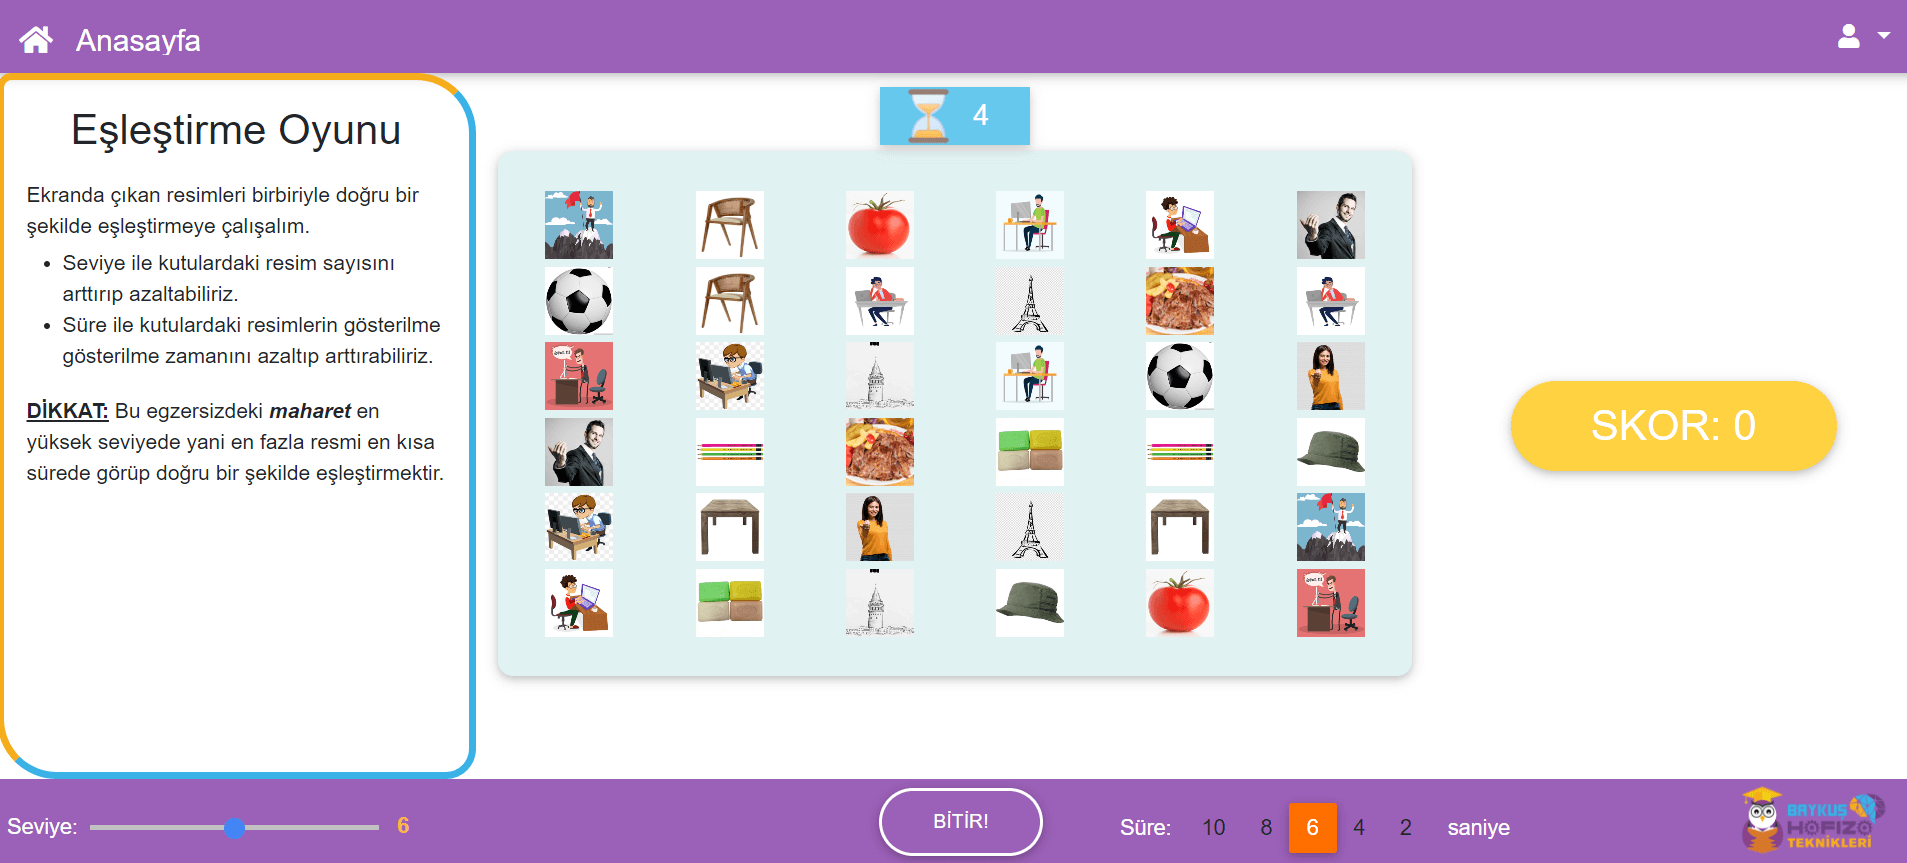 Anasayfa
Eşleştirme Oyunu
Ekranda çıkan resimleri birbiriyle doğru bir
şekilde eşleştirmeye çalışalım.
• Seviye ile kutulardaki resim sayısını
arttırıp azaltabiliriz.
• Süre ile kutulardaki resimlerin gösterilme
gösterilme zamanını azaltıp arttırabiliriz.
DİKKAT: Bu egzersizdeki maharet en
yüksek seviyede yani en fazla resmi en kısa
sürede görüp doğru bir şekilde eşleştirmektir.
4
SKOR: 0
Seviye: 6
BİTİR!
Süre: 10 8 6 4 2 saniye
BAYKUŞ
HAFIZA
TEKNİKLERİ